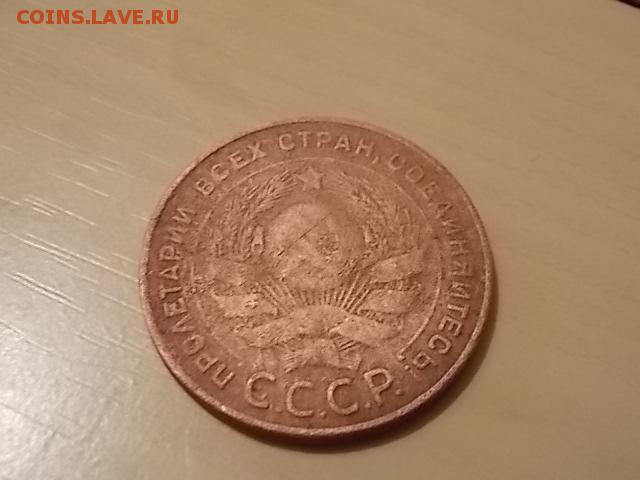 COINS.LAVE.RU
ПРОЛЕТАРИИ ВСЕХ СТРАН, СОЕДИНЯЙТЕСЬ!
С.С.С.Р.